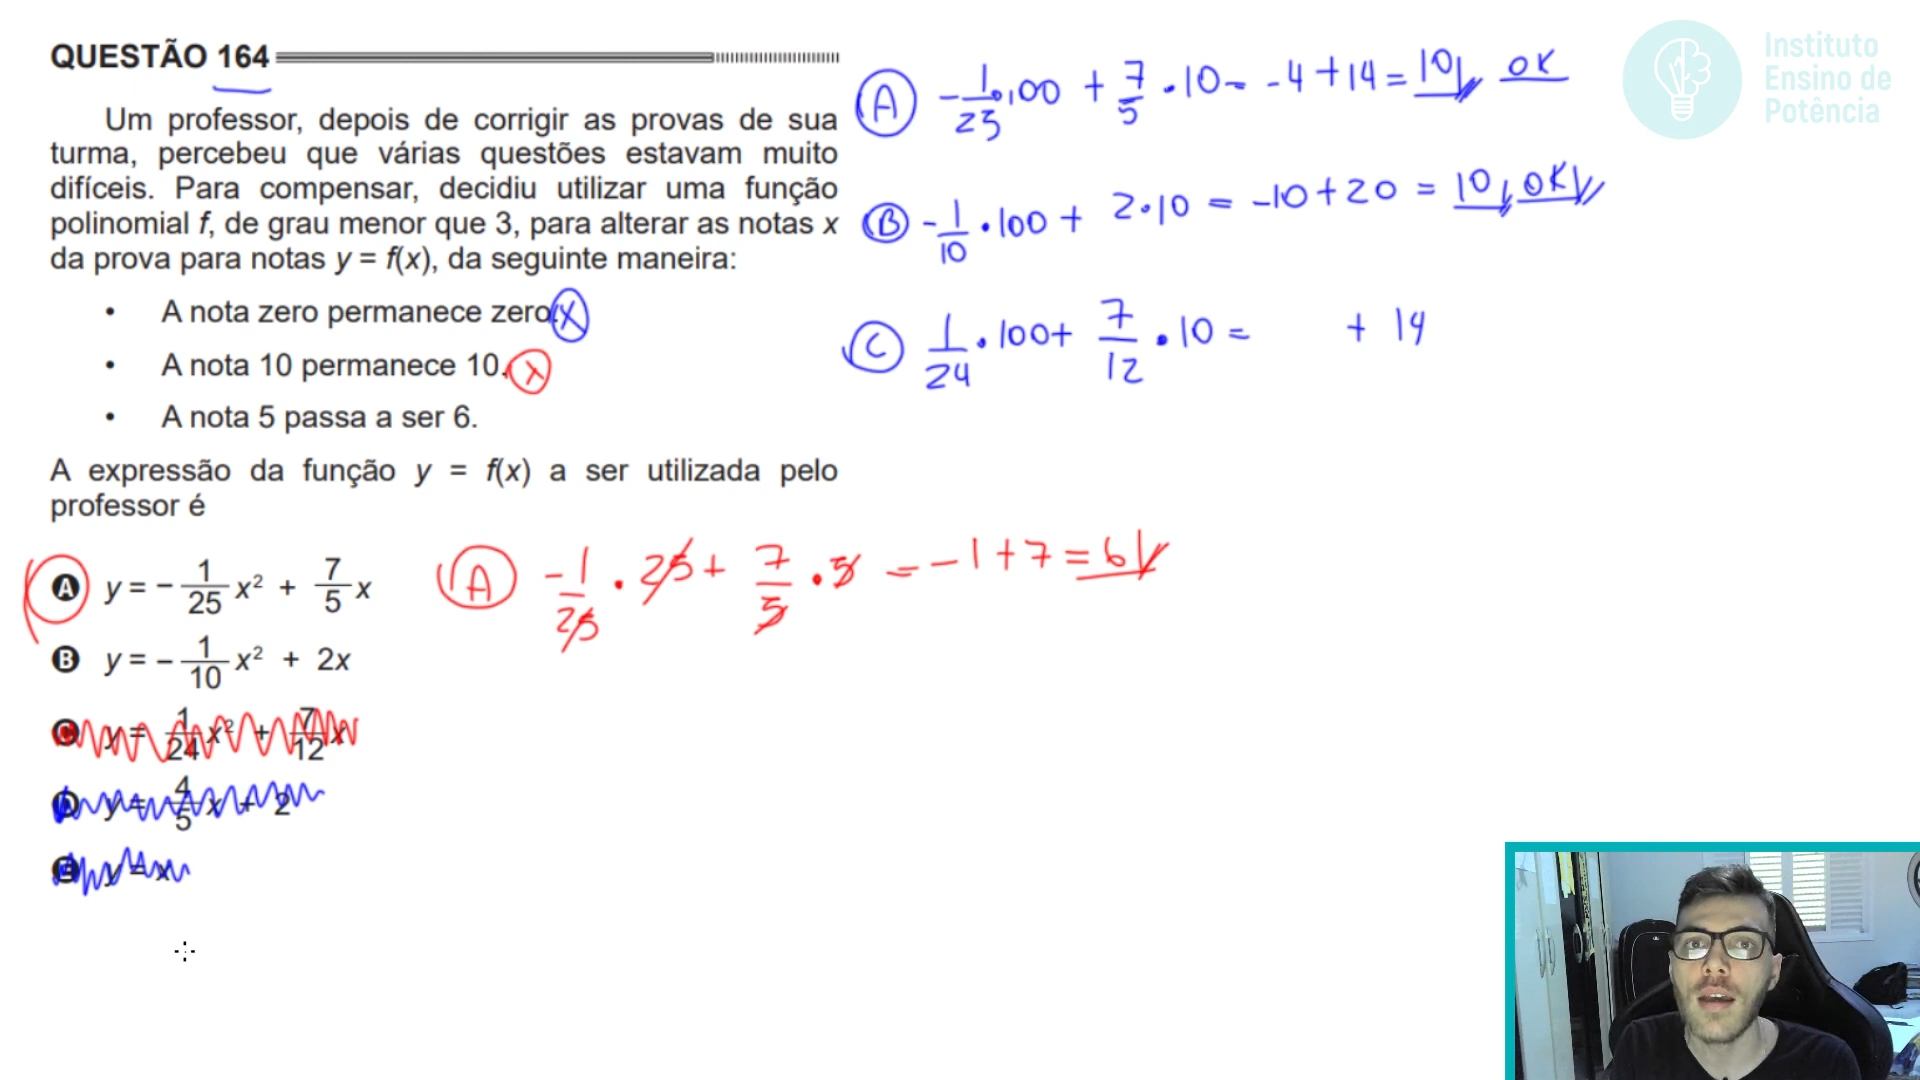 QUESTÃO 164
Um professor, depois de corrigir as provas de sua
turma, percebeu que várias questões estavam muito
difíceis. Para compensar, decidiu utilizar uma função
polinomial f, de grau menor que 3, para alterar as notas x
da prova para notas y = f(x), da seguinte maneira:
• A nota zero permanece zero. X
• A nota 10 permanece 10. X
• A nota 5 passa a ser 6.
A expressão da função y = f(x) a ser utilizada pelo
professor é
A y = – 1/25 x² + 7/5 x
B y = – 1/10 x² + 2x
C y = 1/24 x² + 7/12 x
D y = 4/5 x + 2
E y = x
A -1/25 · 100 + 7/5 · 10 = -4 + 14 = 10 OK
B -1/10 · 100 + 2 · 10 = -10 + 20 = 10, OK
C 1/24 · 100 + 7/12 · 10 = + 14
A -1/25 · 25 + 7/5 · 5 = -1 + 7 = 6
Instituto
Ensino de
Potência